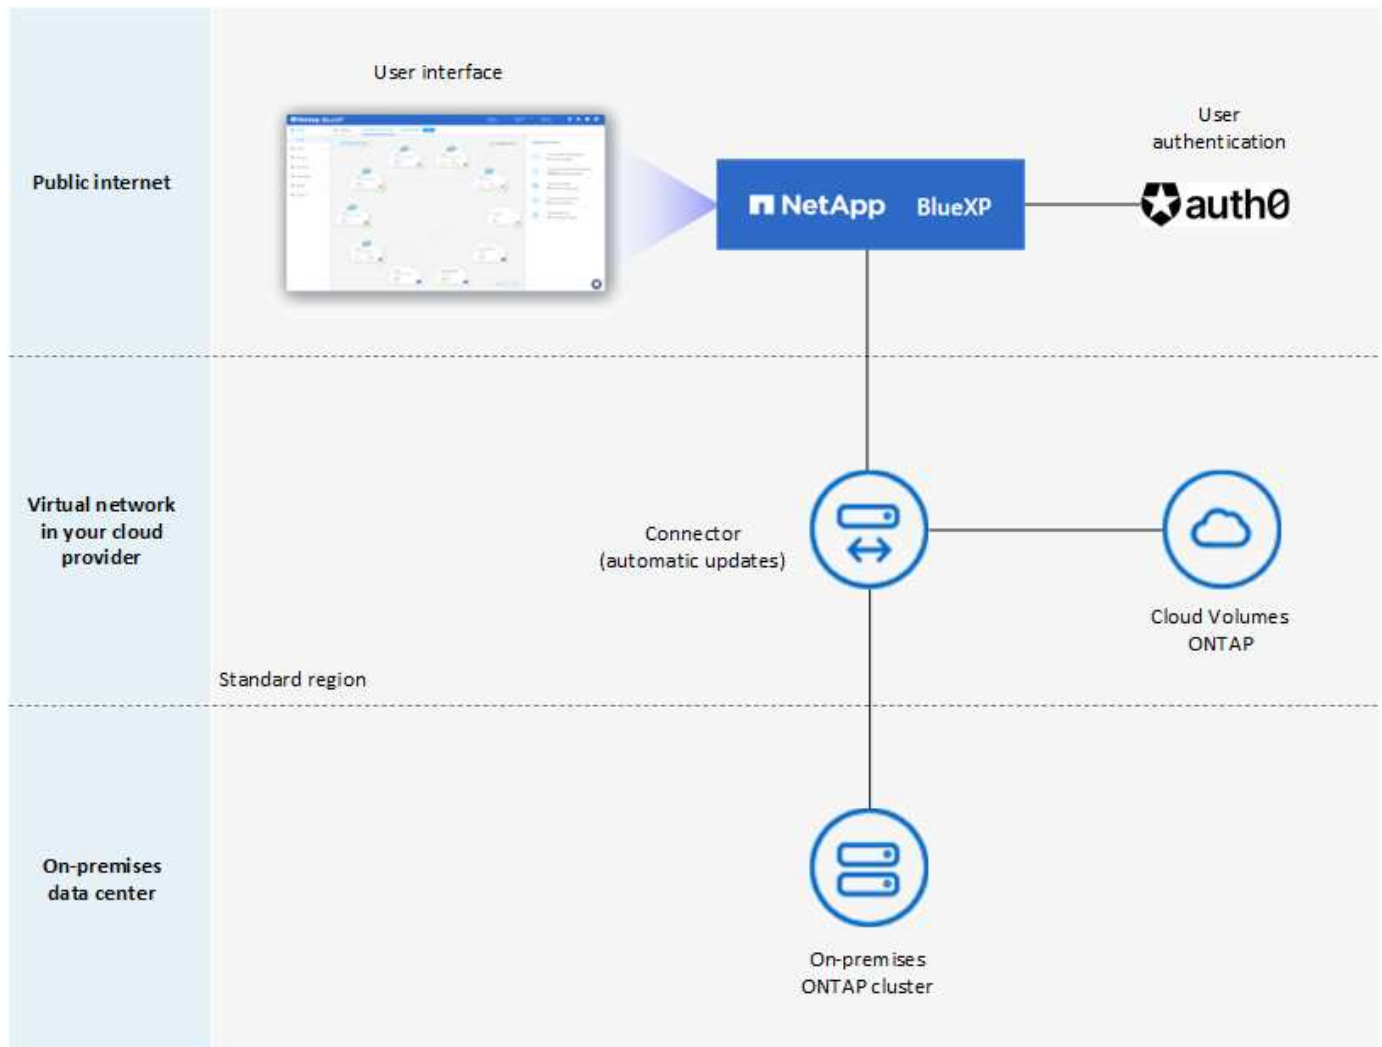 User interface
User
authentication
Public internet
NetApp BlueXP
auth0
Virtual network
in your cloud
provider
Connector
(automatic updates)
Cloud Volumes
ONTAP
Standard region
On-premises
data center
On-premises
ONTAP cluster